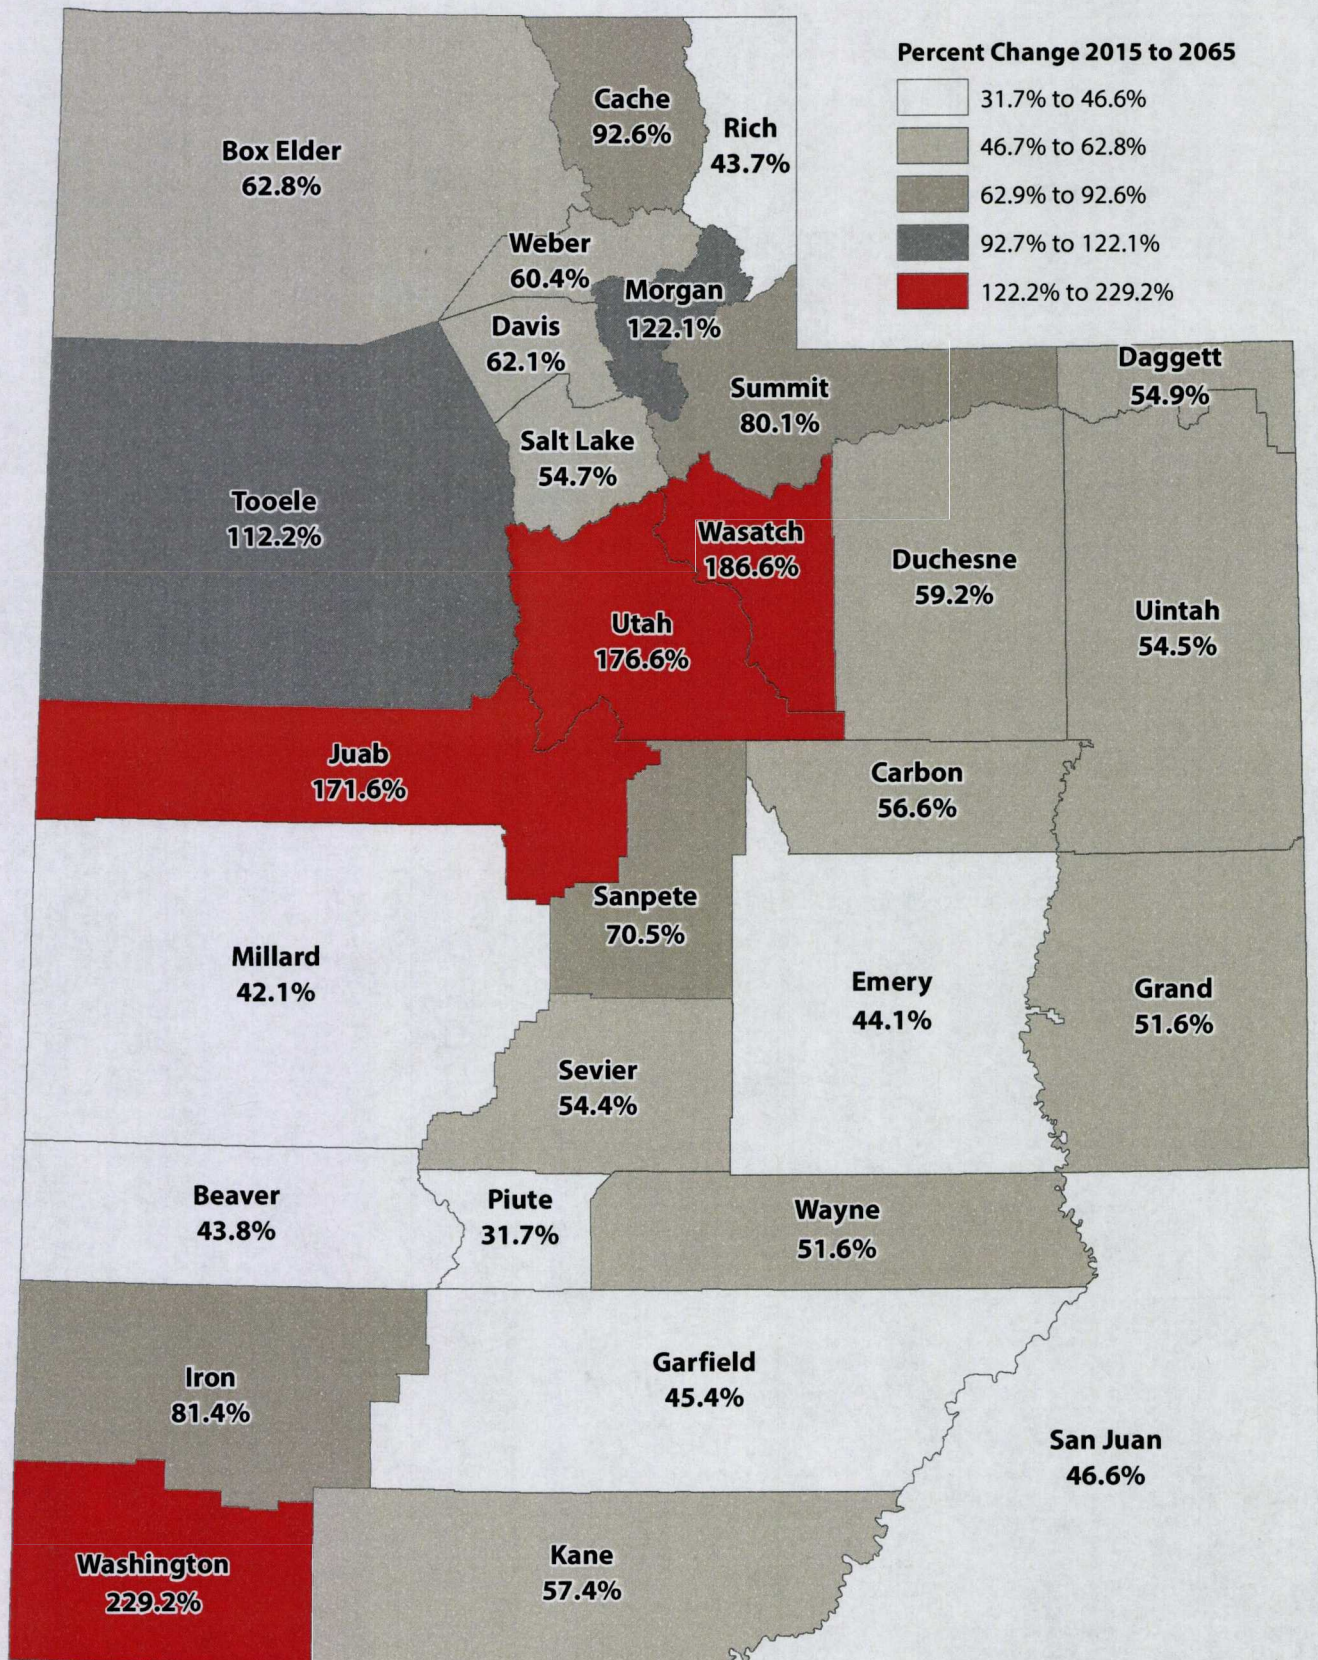 Percent Change 2015 to 2065
31.7% to 46.6%
46.7% to 62.8%
62.9% to 92.6%
92.7% to 122.1%
122.2% to 229.2%
Cache
92.6%
Rich
43.7%
Box Elder
62.8%
Weber
60.4%
Morgan
122.1%
Davis
62.1%
Daggett
54.9%
Summit
80.1%
Salt Lake
54.7%
Tooele
112.2%
Wasatch
186.6%
Duchesne
59.2%
Uintah
54.5%
Utah
176.6%
Juab
171.6%
Carbon
56.6%
Sanpete
70.5%
Millard
42.1%
Emery
44.1%
Grand
51.6%
Sevier
54.4%
Beaver
43.8%
Piute
31.7%
Wayne
51.6%
Iron
81.4%
Garfield
45.4%
San Juan
46.6%
Washington
229.2%
Kane
57.4%